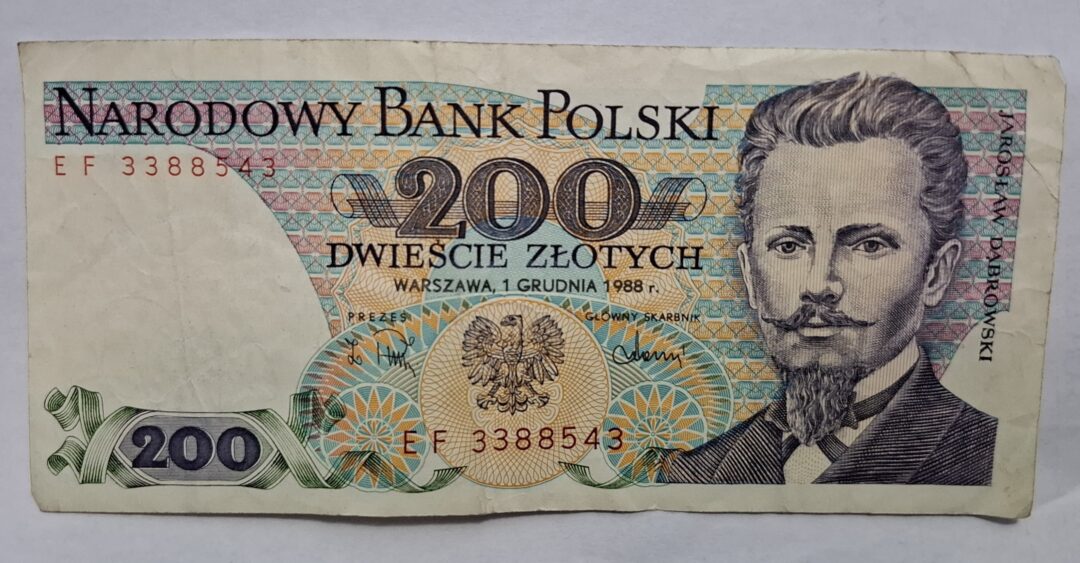 NARODOWY BANK POLSKI
EF 3388543
200
DWIEŚCIE ZŁOTYCH
WARSZAWA, 1 GRUDNIA 1988 r.
PREZES
GŁÓWNY SKARBNIK
EF 3388543
200
JAROSŁAW DĄBROWSKI